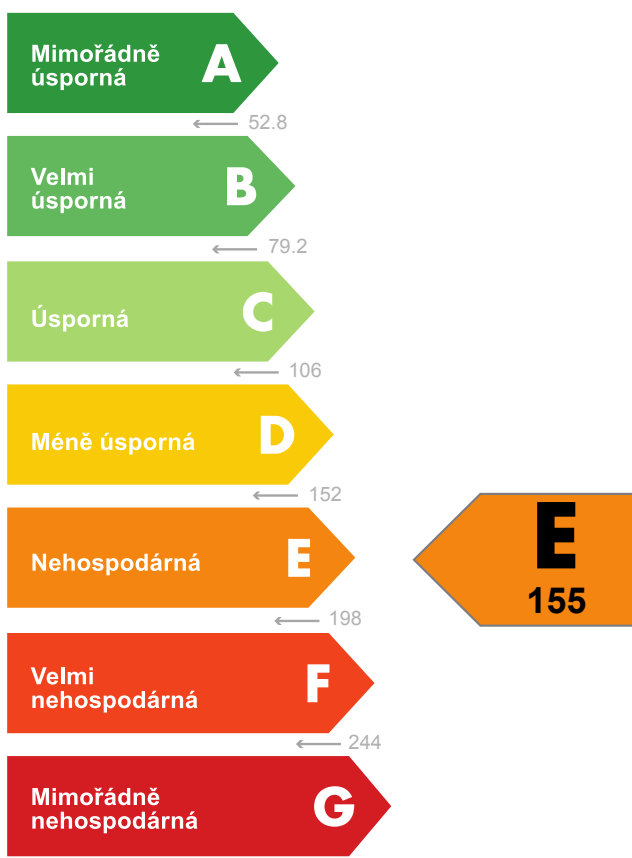 Mimořádně
úsporná
A
52.8
Velmi
úsporná
B
79.2
Úsporná
C
106
Méně úsporná
D
152
Nehospodárná
E
198
E
155
Velmi
nehospodárná
F
244
Mimořádně
nehospodárná
G